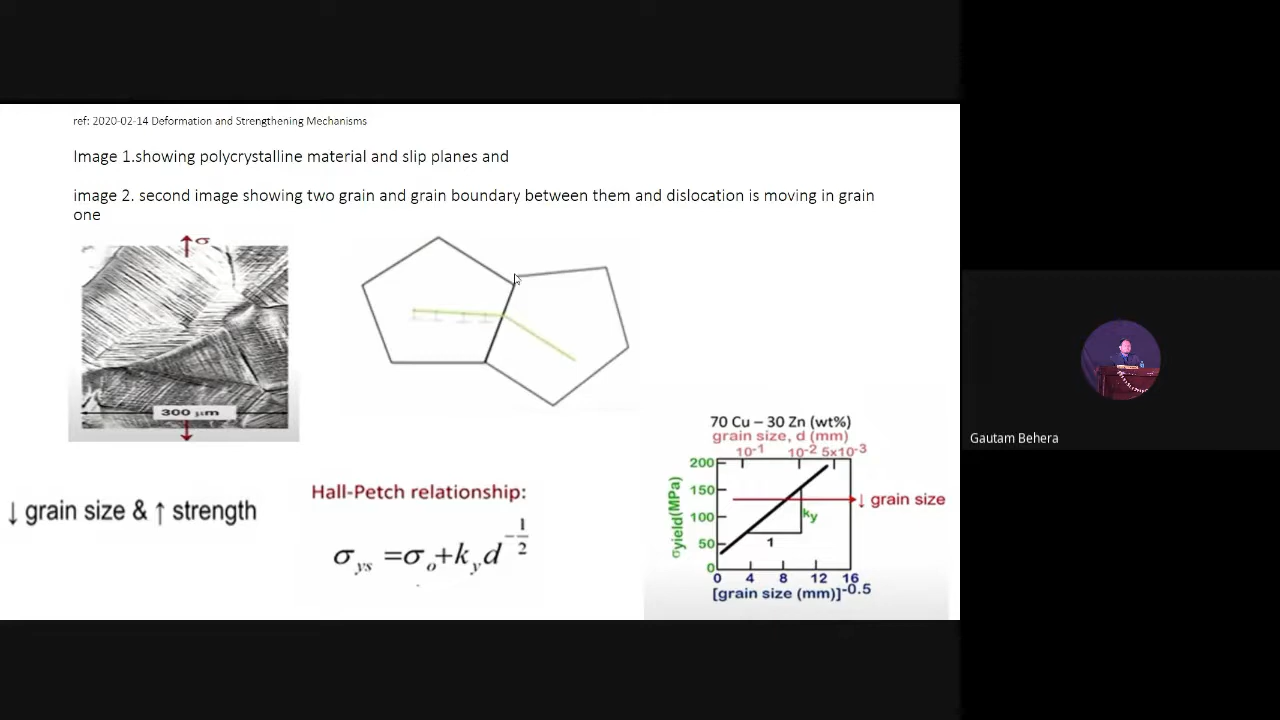 ref: 2020-02-14 Deformation and Strengthening Mechanisms
Image 1.showing polycrystalline material and slip planes and
image 2. second image showing two grain and grain boundary between them and dislocation is moving in grain
one
σ
300 μm
↓ grain size & ↑ strength
Hall-Petch relationship:
σys =σo+kyd^-1/2
70 Cu – 30 Zn (wt%)
grain size, d (mm)
10-1 10-2 5x10-3
200
150
100
50
0
σyield(MPa)
ky
1
↓ grain size
0 4 8 12 16
[grain size (mm)]-0.5
Gautam Behera